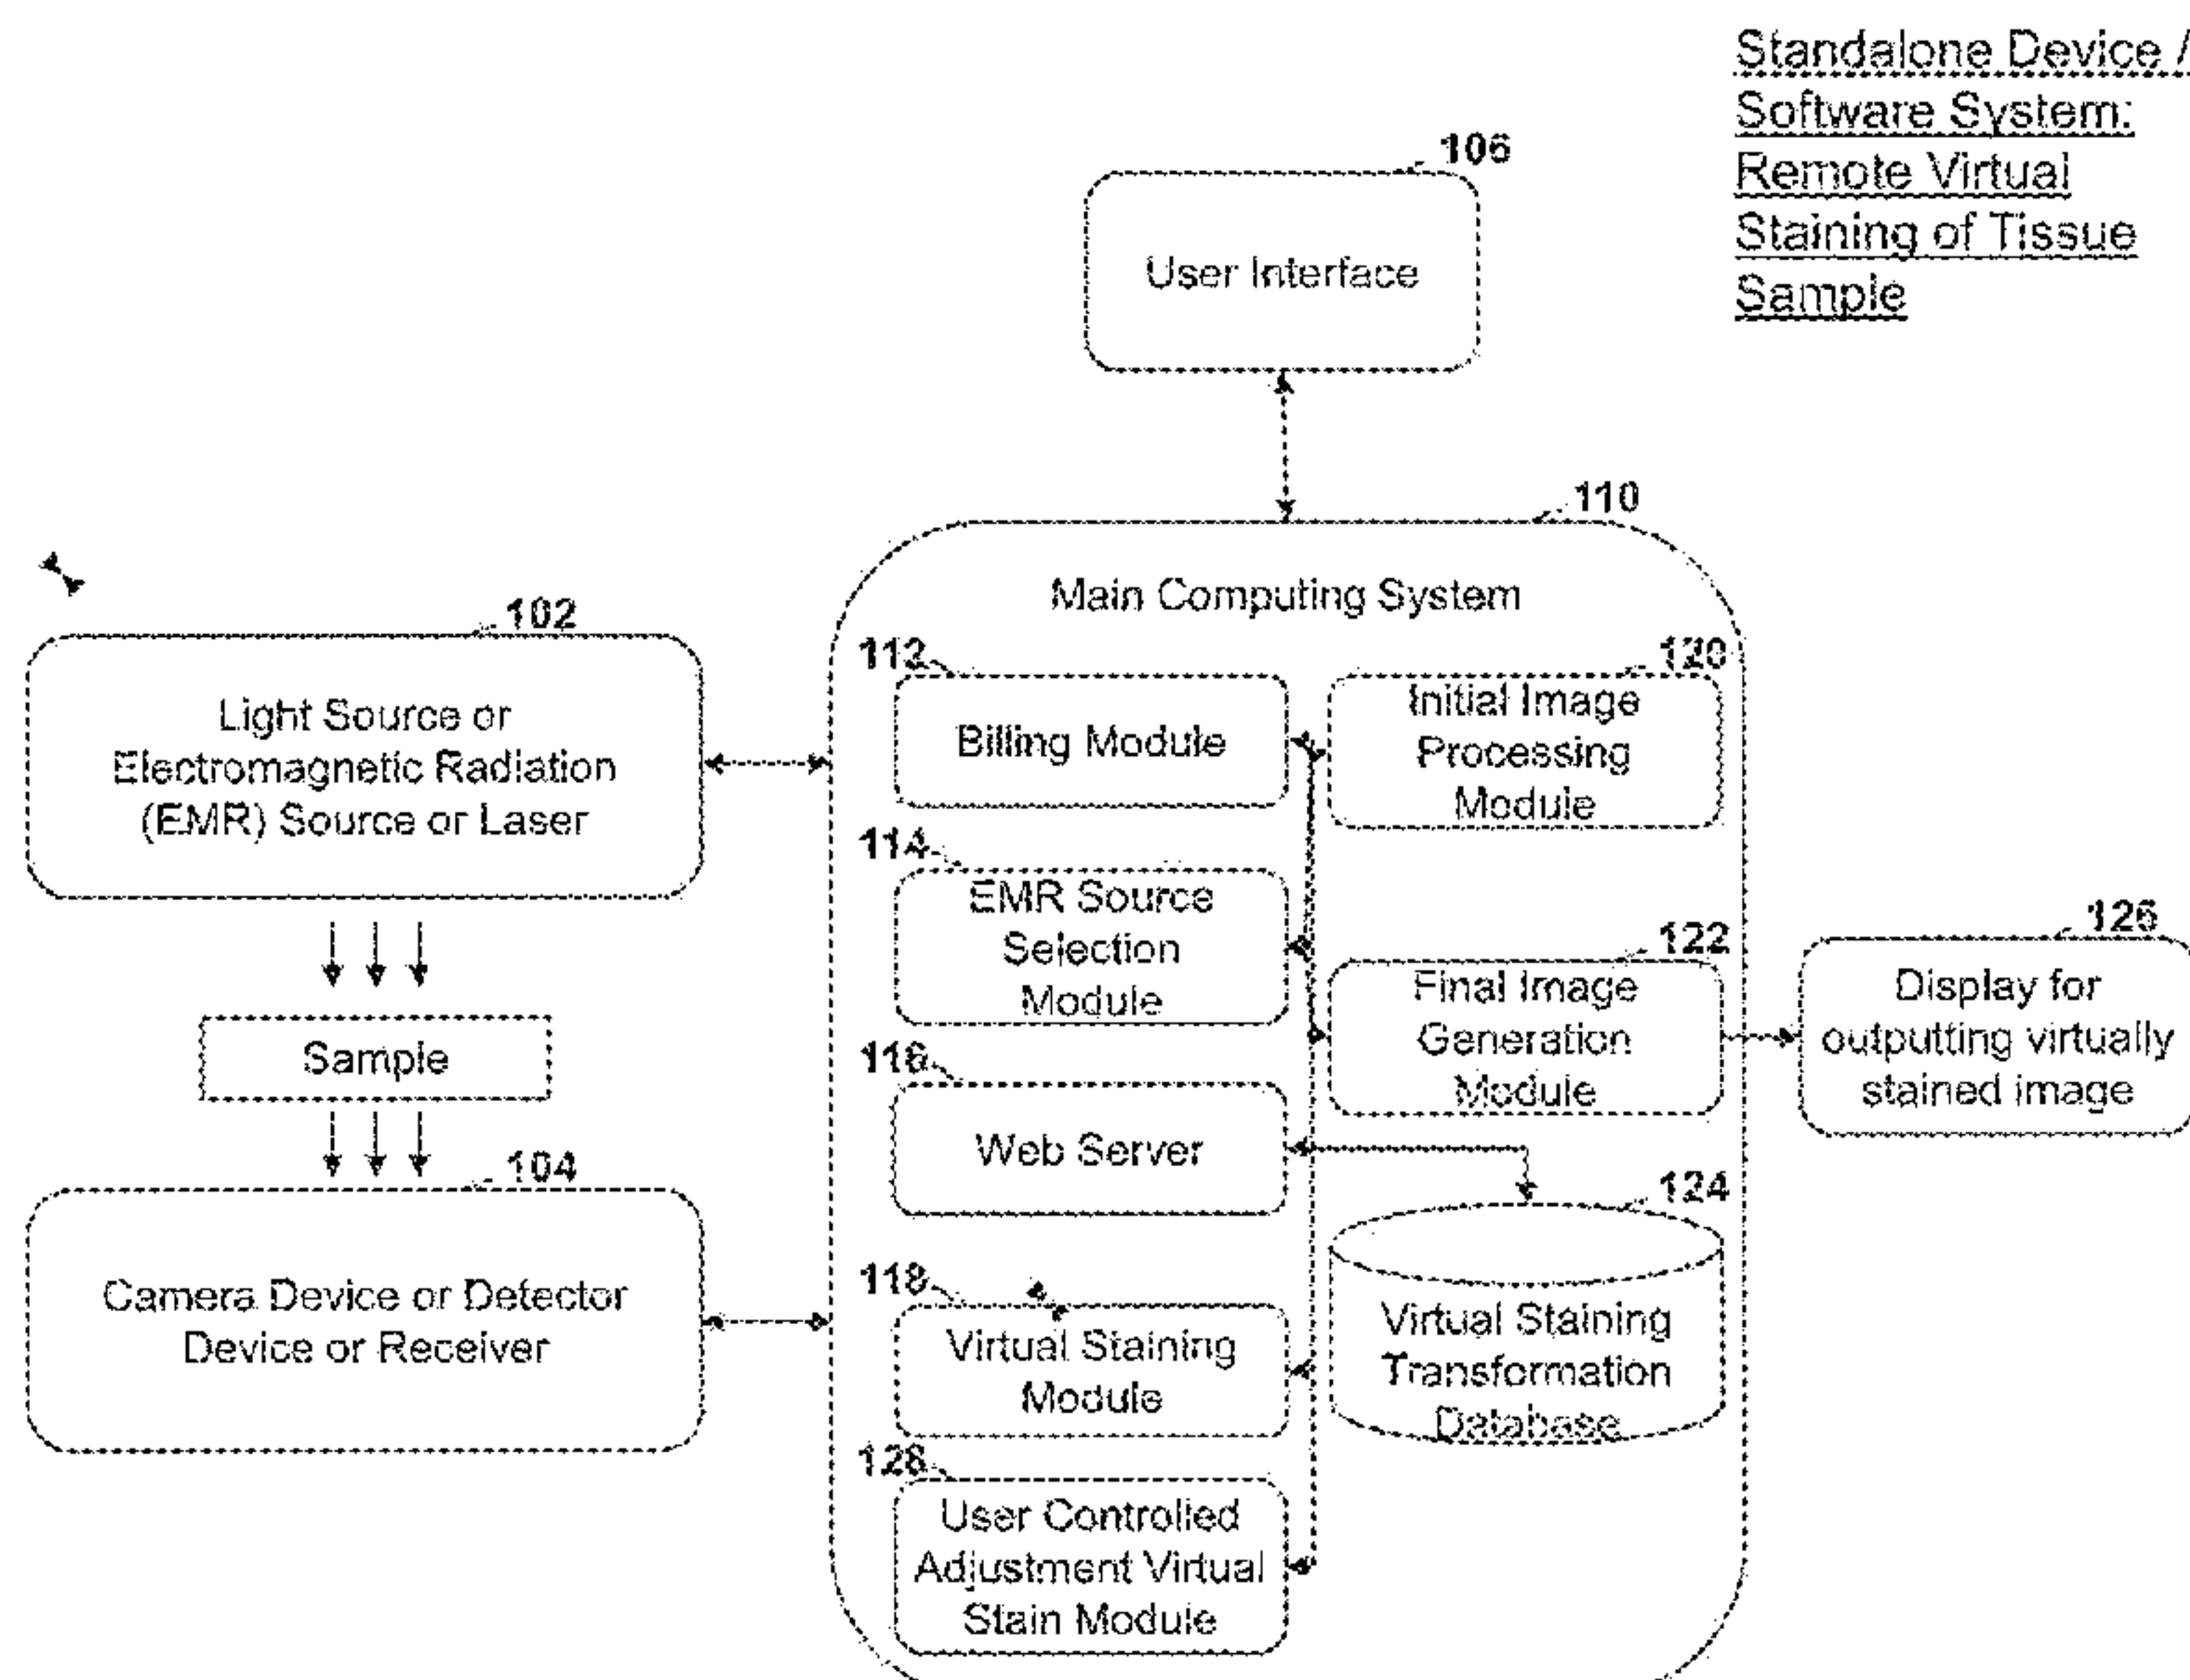 Standalone Device /
Software System:
Remote Virtual
Staining of Tissue
Sample
106
User Interface
110
Main Computing System
102
Light Source or
Electromagnetic Radiation
(EMR) Source or Laser
Sample
104
Camera Device or Detector
Device or Receiver
112
Billing Module
114
EMR Source
Selection
Module
116
Web Server
118
Virtual Staining
Module
128
User Controlled
Adjustment Virtual
Stain Module
120
Initial Image
Processing
Module
122
Final Image
Generation
Module
124
Virtual Staining
Transformation
Database
126
Display for
outputting virtually
stained image